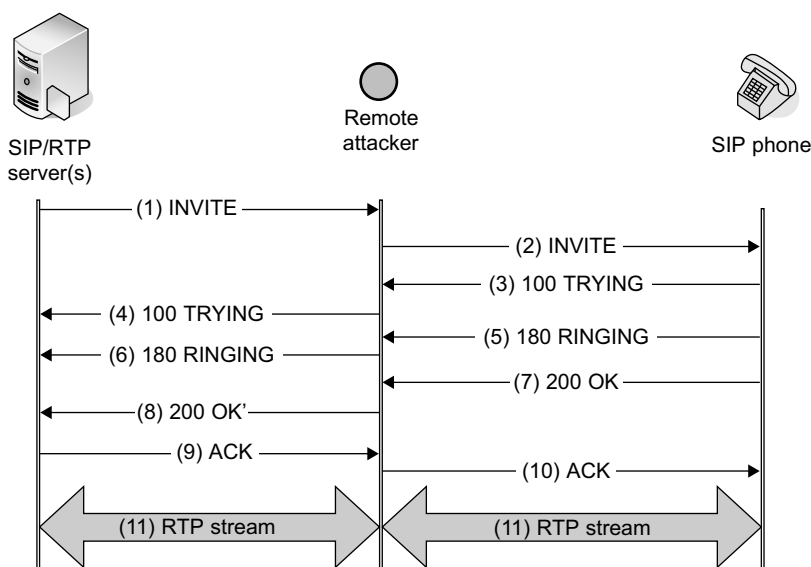 SIP/RTP
server(s)
Remote
attacker
SIP phone
(1) INVITE
(2) INVITE
(3) 100 TRYING
(4) 100 TRYING
(5) 180 RINGING
(6) 180 RINGING
(7) 200 OK
(8) 200 OK’
(9) ACK
(10) ACK
(11) RTP stream
(11) RTP stream